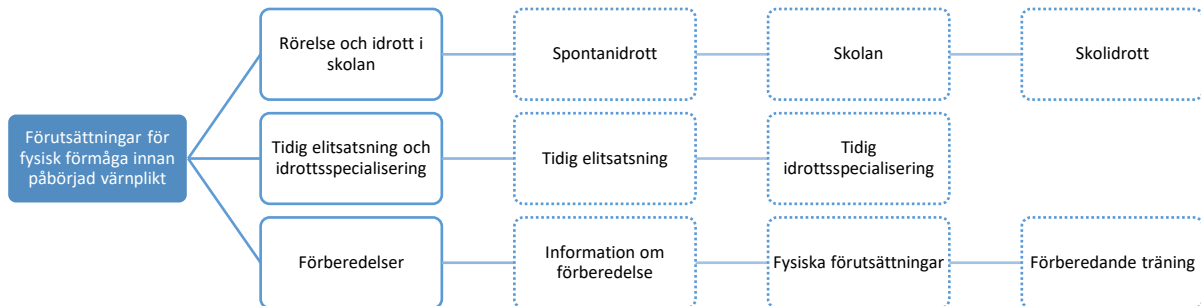 Rörelse och idrott i
skolan
Spontanidrott
Skolan
Skolidrott
Förutsättningar för
fysisk förmåga innan
påbörjad värnplikt
Tidig elitsatsning och
idrottsspecialisering
Tidig elitsatsning
Tidig
idrottsspecialisering
Förberedelser
Information om
förberedelse
Fysiska förutsättningar
Förberedande träning